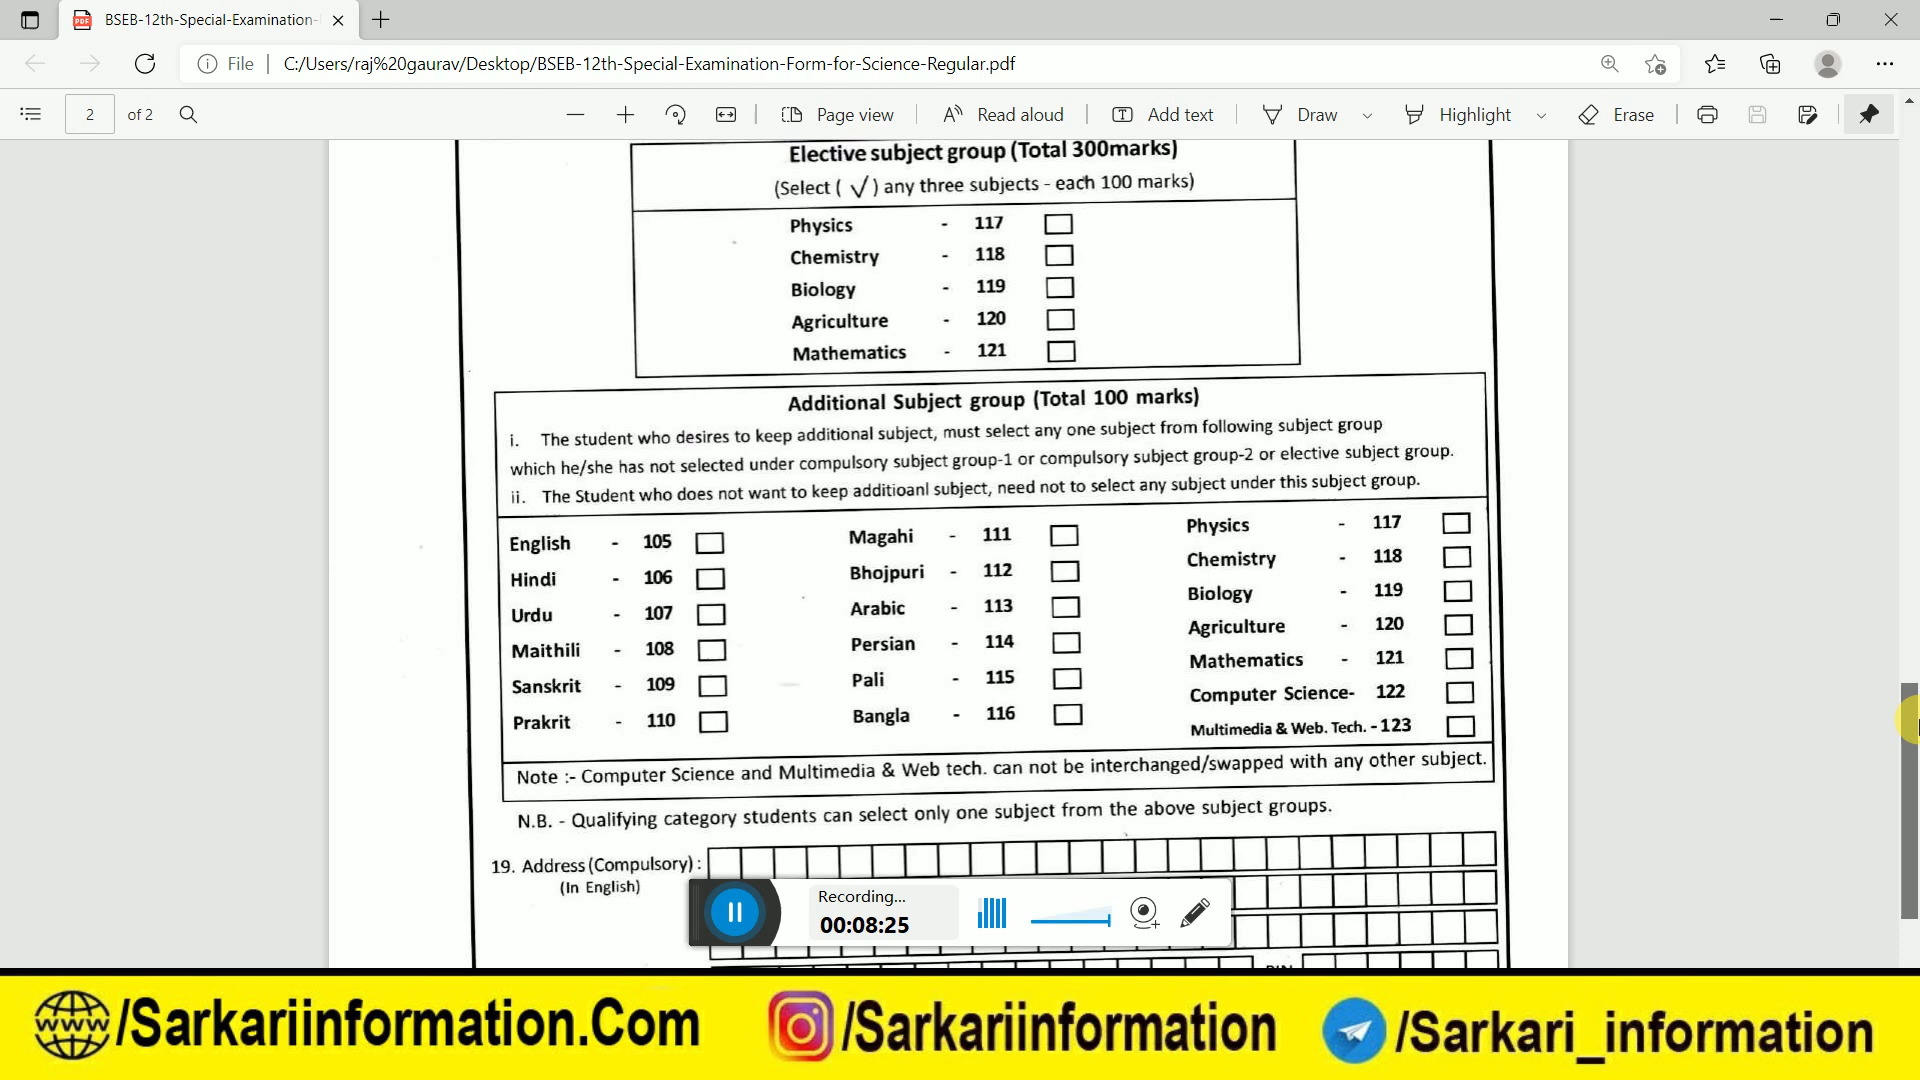 BSEB-12th-Special-Examination-
File
C:/Users/raj%20gaurav/Desktop/BSEB-12th-Special-Examination-Form-for-Science-Regular.pdf
2 of 2
Page view
Read aloud
Add text
Draw
Highlight
Erase
Elective subject group (Total 300marks)
(Select ( √ ) any three subjects - each 100 marks)
Physics - 117
Chemistry - 118
Biology - 119
Agriculture - 120
Mathematics - 121
Additional Subject group (Total 100 marks)
i. The student who desires to keep additional subject, must select any one subject from following subject group
which he/she has not selected under compulsory subject group-1 or compulsory subject group-2 or elective subject group.
ii. The Student who does not want to keep additioanl subject, need not to select any subject under this subject group.
English - 105
Hindi - 106
Urdu - 107
Maithili - 108
Sanskrit - 109
Prakrit - 110
Magahi - 111
Bhojpuri - 112
Arabic - 113
Persian - 114
Pali - 115
Bangla - 116
Physics - 117
Chemistry - 118
Biology - 119
Agriculture - 120
Mathematics - 121
Computer Science- 122
Multimedia & Web. Tech. - 123
Note :- Computer Science and Multimedia & Web tech. can not be interchanged/swapped with any other subject.
N.B. - Qualifying category students can select only one subject from the above subject groups.
19. Address (Compulsory) :
(In English)
Recording...
00:08:25
www /Sarkariinformation.Com
/Sarkariinformation
/Sarkari_information